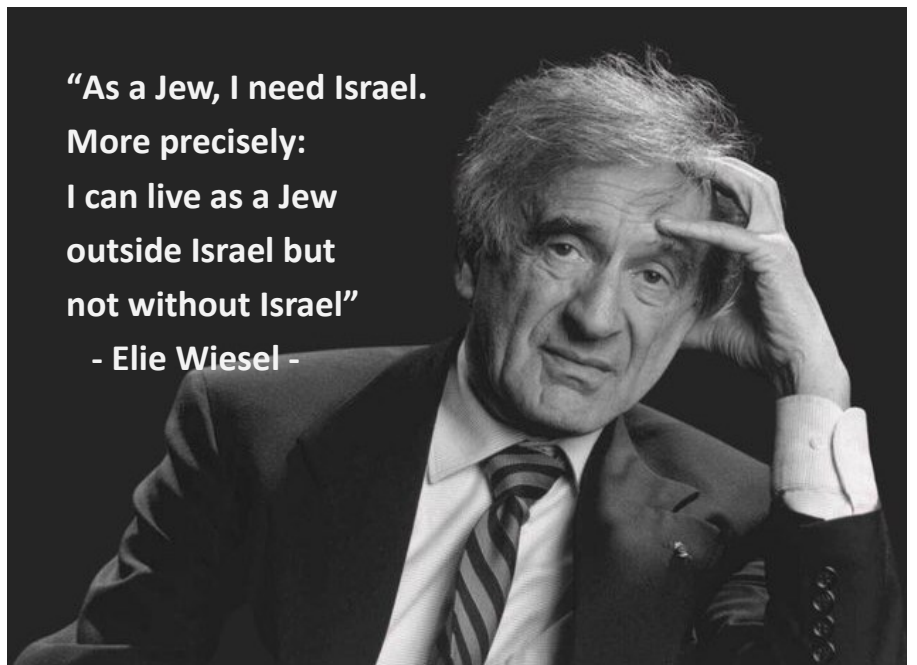 “As a Jew, I need Israel.
More precisely:
I can live as a Jew
outside Israel but
not without Israel”
- Elie Wiesel -